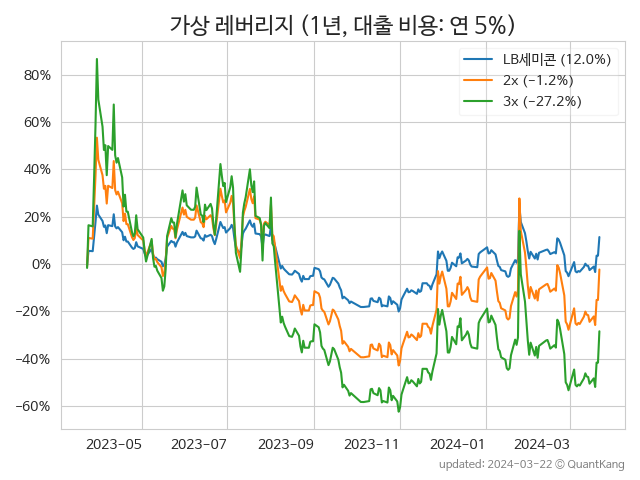 가상 레버리지 (1년, 대출 비용: 연 5%)
LB세미콘 (12.0%)
2x (−1.2%)
3x (−27.2%)
80%
60%
40%
20%
0%
−20%
−40%
−60%
2023-05
2023-07
2023-09
2023-11
2024-01
2024-03
updated: 2024-03-22 © QuantKang